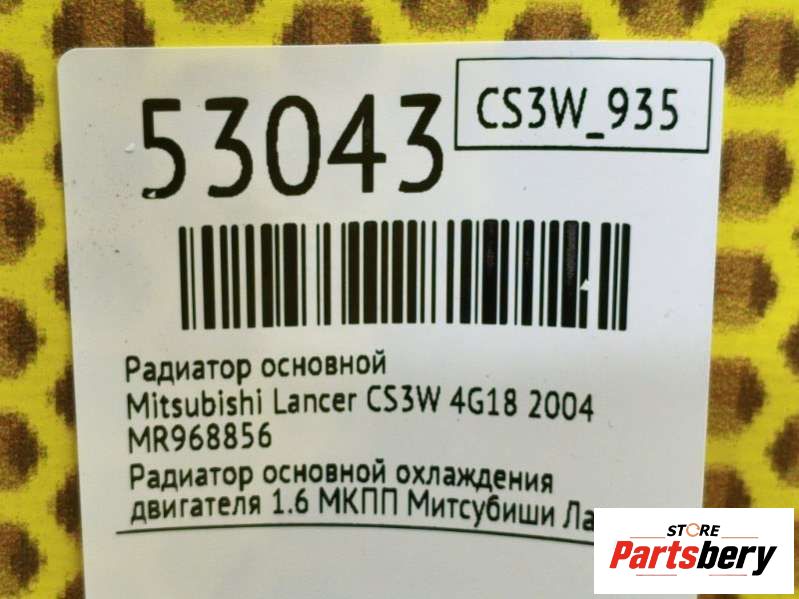 53043
CS3W_935
Радиатор основной
Mitsubishi Lancer CS3W 4G18 2004
MR968856
Радиатор основной охлаждения
двигателя 1.6 МКПП Митсубиши
STORE
Partsbery